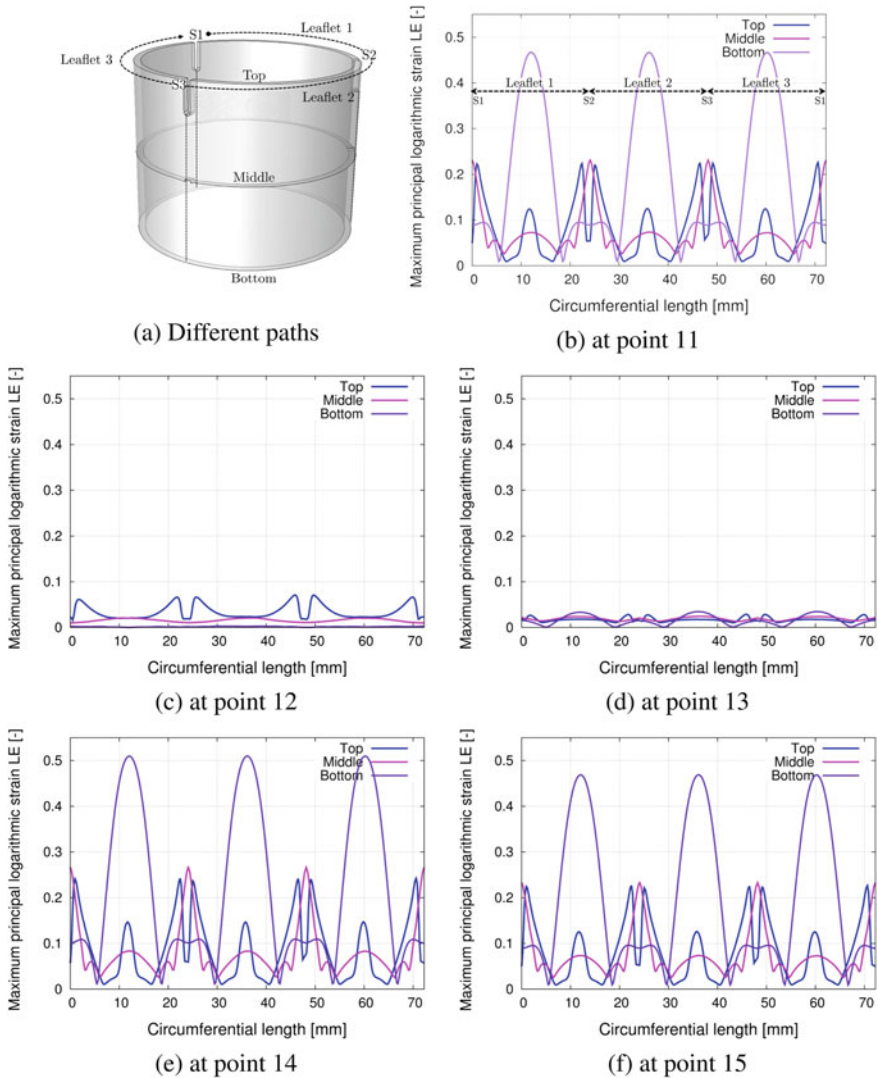 S1
Leaflet 1
Leaflet 3
S2
S3
Top
Leaflet 2
Middle
Bottom
(a) Different paths
Maximum principal logarithmic strain LE [-]
0.5
0.4
0.3
0.2
0.1
0
Top
Middle
Bottom
Leaflet 1
Leaflet 2
Leaflet 3
S1
S2
S3
S1
0 10 20 30 40 50 60 70
Circumferential length [mm]
(b) at point 11
Maximum principal logarithmic strain LE [-]
0.5
0.4
0.3
0.2
0.1
0
Top
Middle
Bottom
0 10 20 30 40 50 60 70
Circumferential length [mm]
(c) at point 12
Maximum principal logarithmic strain LE [-]
0.5
0.4
0.3
0.2
0.1
0
Top
Middle
Bottom
0 10 20 30 40 50 60 70
Circumferential length [mm]
(d) at point 13
Maximum principal logarithmic strain LE [-]
0.5
0.4
0.3
0.2
0.1
0
Top
Middle
Bottom
0 10 20 30 40 50 60 70
Circumferential length [mm]
(e) at point 14
Maximum principal logarithmic strain LE [-]
0.5
0.4
0.3
0.2
0.1
0
Top
Middle
Bottom
0 10 20 30 40 50 60 70
Circumferential length [mm]
(f) at point 15